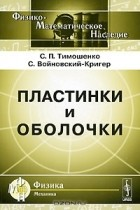 Физико-
Математическое
Наследие
С. П. Тимошенко
С. Войновский-Кригер
ПЛАСТИНКИ
И
ОБОЛОЧКИ
Физика
Механика